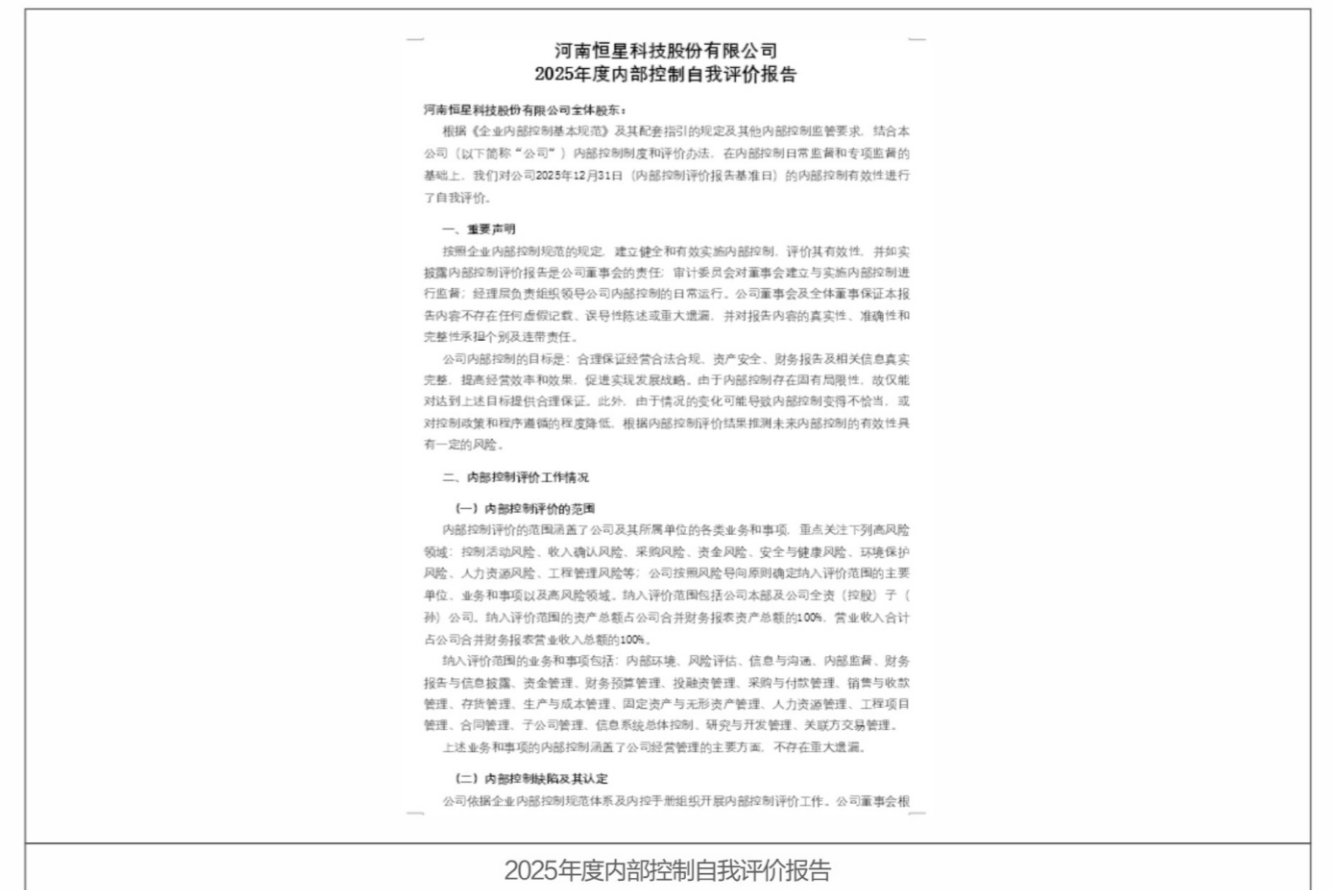 河南恒星科技股份有限公司
2025年度内部控制自我评价报告
河南恒星科技股份有限公司全体股东：
根据《企业内部控制基本规范》及其配套指引的规定及其他内部控制监管要求，结合本
公司（以下简称“公司”）内部控制制度和评价办法，在内部控制日常监督和专项监督的
基础上，我们对公司2025年12月31日（内部控制评价报告基准日）的内部控制有效性进行
了自我评价。
一、重要声明
按照企业内部控制规范的规定，建立健全和有效实施内部控制，评价其有效性，并如实
披露内部控制评价报告是公司董事会的责任；审计委员会对董事会建立与实施内部控制进
行监督；经理层负责组织领导公司内部控制的日常运行。公司董事会及全体董事保证本报
告内容不存在任何虚假记载、误导性陈述或重大遗漏，并对报告内容的真实性、准确性和
完整性承担个别及连带责任。
公司内部控制的目标是：合理保证经营合法合规、资产安全、财务报告及相关信息真实
完整，提高经营效率和效果，促进实现发展战略。由于内部控制存在固有局限性，故仅能
对达到上述目标提供合理保证。此外，由于情况的变化可能导致内部控制变得不恰当，或
对控制政策和程序遵循的程度降低，根据内部控制评价结果推测未来内部控制的有效性具
有一定的风险。
二、内部控制评价工作情况
（一）内部控制评价的范围
内部控制评价的范围涵盖了公司及其所属单位的各类业务和事项，重点关注下列高风险
领域：控制活动风险、收入确认风险、采购风险、资金风险、安全与健康风险、环境保护
风险、人力资源风险、工程管理风险等；公司按照风险导向原则确定纳入评价范围的主要
单位、业务和事项以及高风险领域。纳入评价范围包括公司本部及公司全资（控股）子（
孙）公司。纳入评价范围的资产总额占公司合并财务报表资产总额的100%，营业收入合计
占公司合并财务报表营业收入总额的100%。
纳入评价范围的业务和事项包括：内部环境、风险评估、信息与沟通、内部监督、财务
报告与信息披露、资金管理、财务预算管理、投融资管理、采购与付款管理、销售与收款
管理、存货管理、生产与成本管理、固定资产与无形资产管理、人力资源管理、工程项目
管理、合同管理、子公司管理、信息系统总体控制、研究与开发管理、关联方交易管理。
上述业务和事项的内部控制涵盖了公司经营管理的主要方面，不存在重大遗漏。
（二）内部控制缺陷及其认定
公司依据企业内部控制规范体系及内控手册组织开展内部控制评价工作。公司董事会根
2025年度内部控制自我评价报告